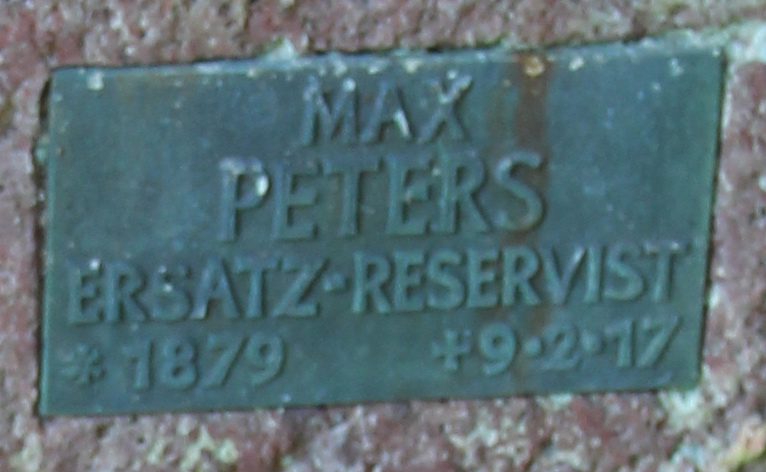 MAX
PETERS
ERSATZ-RESERVIST
* 1879 +9.2.17